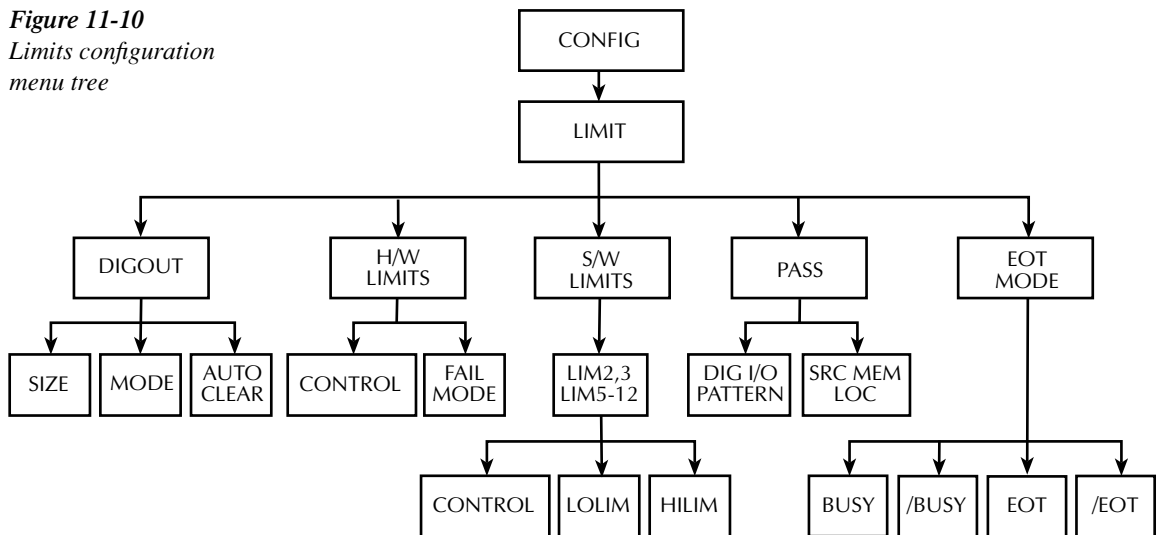 Figure 11-10
Limits configuration
menu tree
CONFIG
LIMIT
DIGOUT
H/W
LIMITS
S/W
LIMITS
PASS
EOT
MODE
SIZE
MODE
AUTO
CLEAR
CONTROL
FAIL
MODE
LIM2,3
LIM5-12
DIG I/O
PATTERN
SRC MEM
LOC
CONTROL
LOLIM
HILIM
BUSY
/BUSY
EOT
/EOT